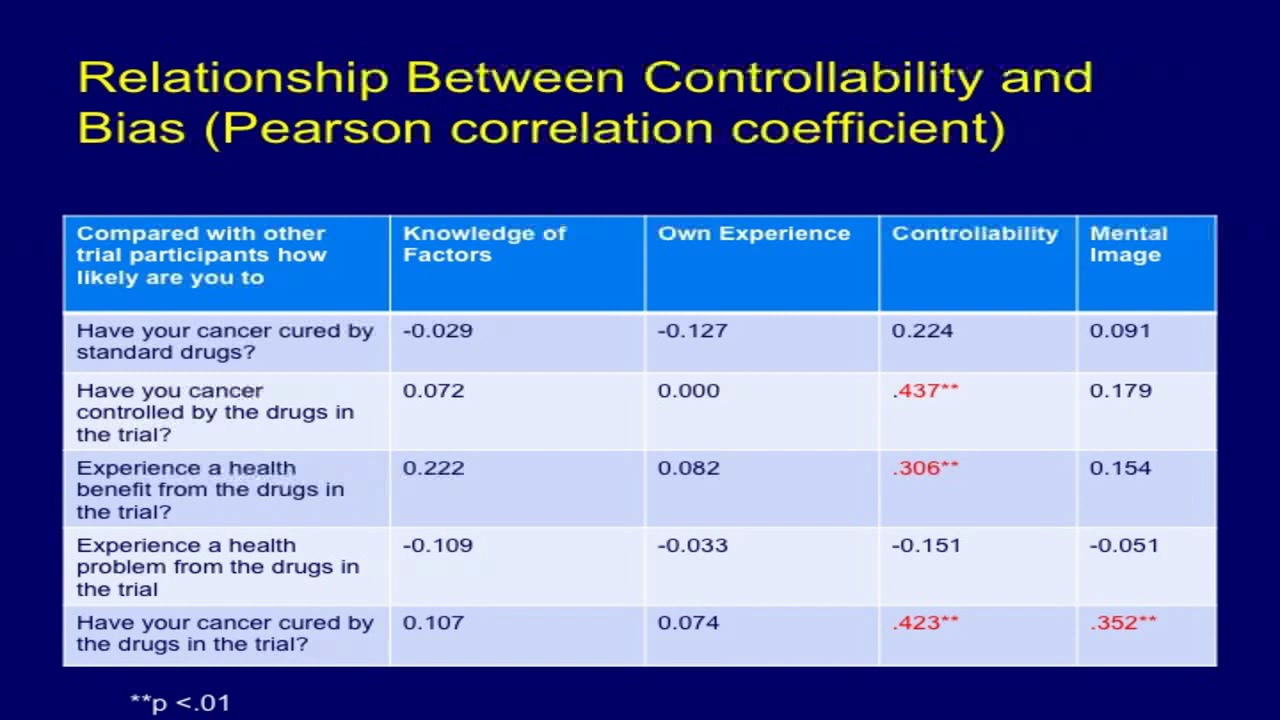 Relationship Between Controllability and
Bias (Pearson correlation coefficient)
Compared with other
trial participants how
likely are you to
Knowledge of
Factors
Own Experience
Controllability
Mental
Image
Have your cancer cured by
standard drugs?
-0.029
-0.127
0.224
0.091
Have you cancer
controlled by the drugs in
the trial?
0.072
0.000
.437**
0.179
Experience a health
benefit from the drugs in
the trial?
0.222
0.082
.306**
0.154
Experience a health
problem from the drugs in
the trial
-0.109
-0.033
-0.151
-0.051
Have your cancer cured by
the drugs in the trial?
0.107
0.074
.423**
.352**
**p <.01